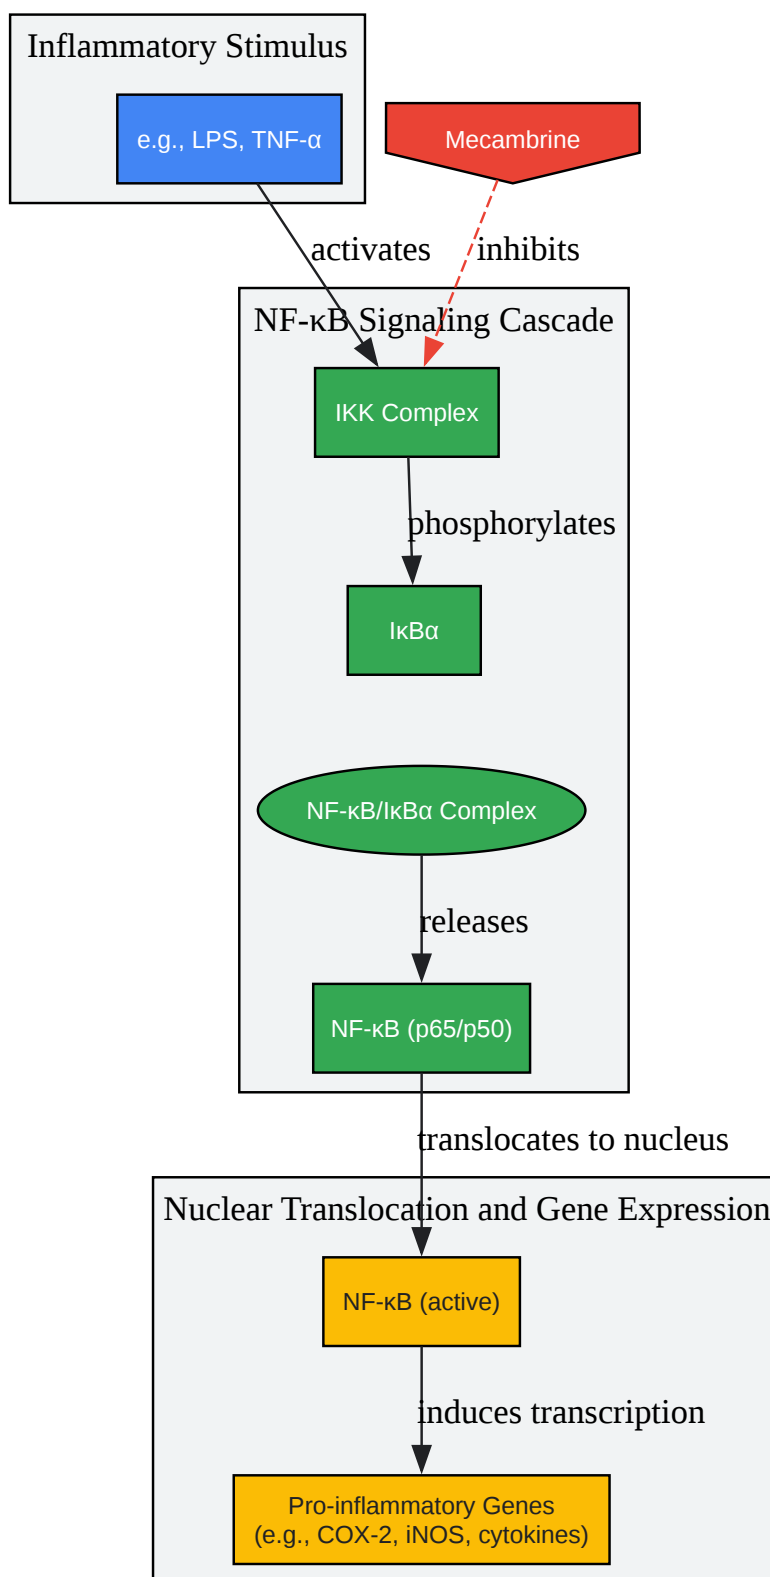 Inflammatory Stimulus
e.g., LPS, TNF-α
Mecambrine
activates
inhibits
NF-κB Signaling Cascade
IKK Complex
phosphorylates
IκBα
NF-κB/IκBα Complex
releases
NF-κB (p65/p50)
translocates to nucleus
Nuclear Translocation and Gene Expression
NF-κB (active)
induces transcription
Pro-inflammatory Genes
(e.g., COX-2, iNOS, cytokines)